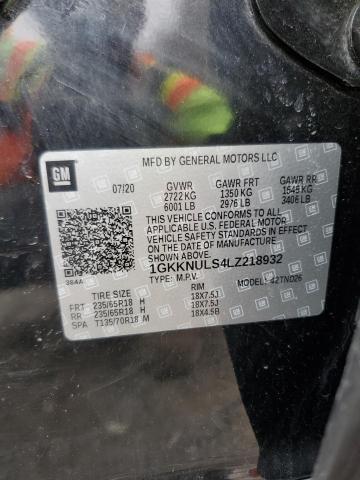 GM
MFD BY GENERAL MOTORS LLC
07/20 GVWR GAWR FRT GAWR RR
2722 KG 1350 KG 1545 KG
6001 LB 2976 LB 3406 LB
THIS VEHICLE CONFORMS TO ALL APPLICABLE
U.S. FEDERAL MOTOR VEHICLE SAFETY STANDARDS IN EFFECT
ON THE DATE OF MANUFACTURE SHOWN ABOVE.
1GKKNULS4LZ218932
384A TYPE: M.P.V. MODEL: 42TND26
TIRE SIZE RIM
FRT 235/65R18 H 18X7.5J
RR 235/65R18 H 18X7.5J
SPA T135/70R18 M 18X4.5B